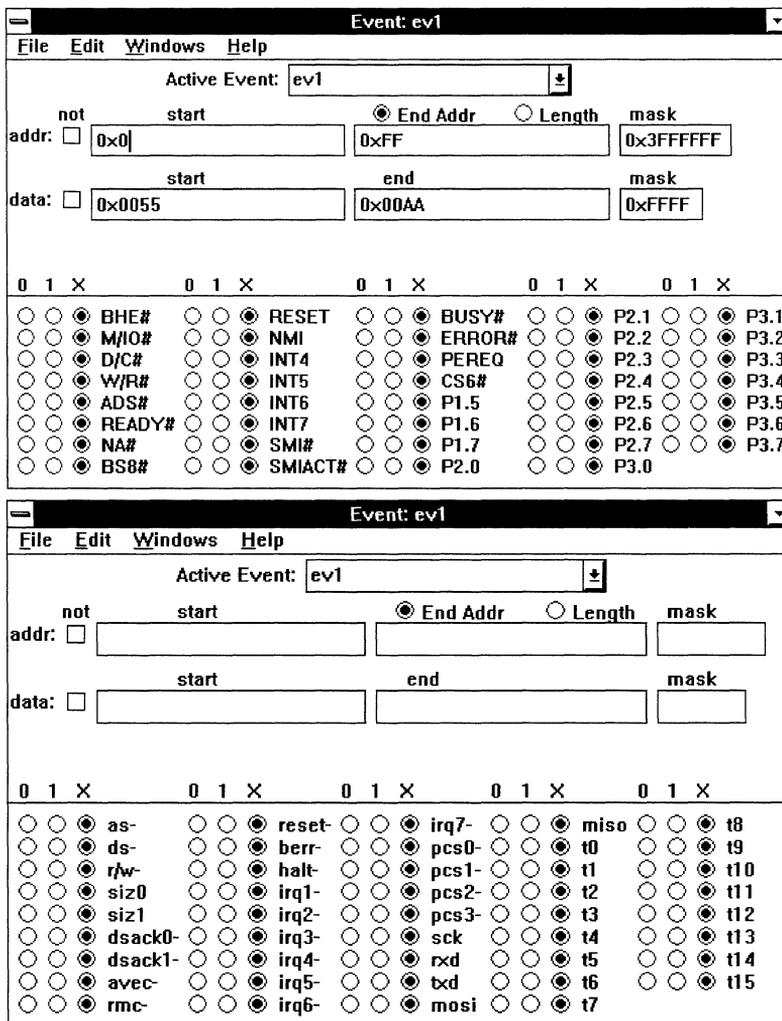 Event: ev1
File Edit Windows Help
Active Event: ev1
not start End Addr Length mask
addr: 0x0 0xFF 0x3FFFFFF
start end mask
data: 0x0055 0x00AA 0xFFFF
0 1 X 0 1 X 0 1 X 0 1 X 0 1 X
BHE# RESET BUSY# P2.1 P3.1
M/IO# NMI ERROR# P2.2 P3.2
D/C# INT4 PEREQ P2.3 P3.3
W/R# INT5 CS6# P2.4 P3.4
ADS# INT6 P1.5 P2.5 P3.5
READY# INT7 P1.6 P2.6 P3.6
NA# SMI# P1.7 P2.7 P3.7
BS8# SMIACT# P2.0 P3.0
Event: ev1
File Edit Windows Help
Active Event: ev1
not start End Addr Length mask
addr:
start end mask
data:
0 1 X 0 1 X 0 1 X 0 1 X 0 1 X
as- reset- irq7- miso t8
ds- berr- pcs0- t0 t9
r/w- halt- pcs1- t1 t10
siz0 irq1- pcs2- t2 t11
siz1 irq2- pcs3- t3 t12
dsack0- irq3- sck t4 t13
dsack1- irq4- rxd t5 t14
avec- irq5- txd t6 t15
rmc- irq6- mosi t7